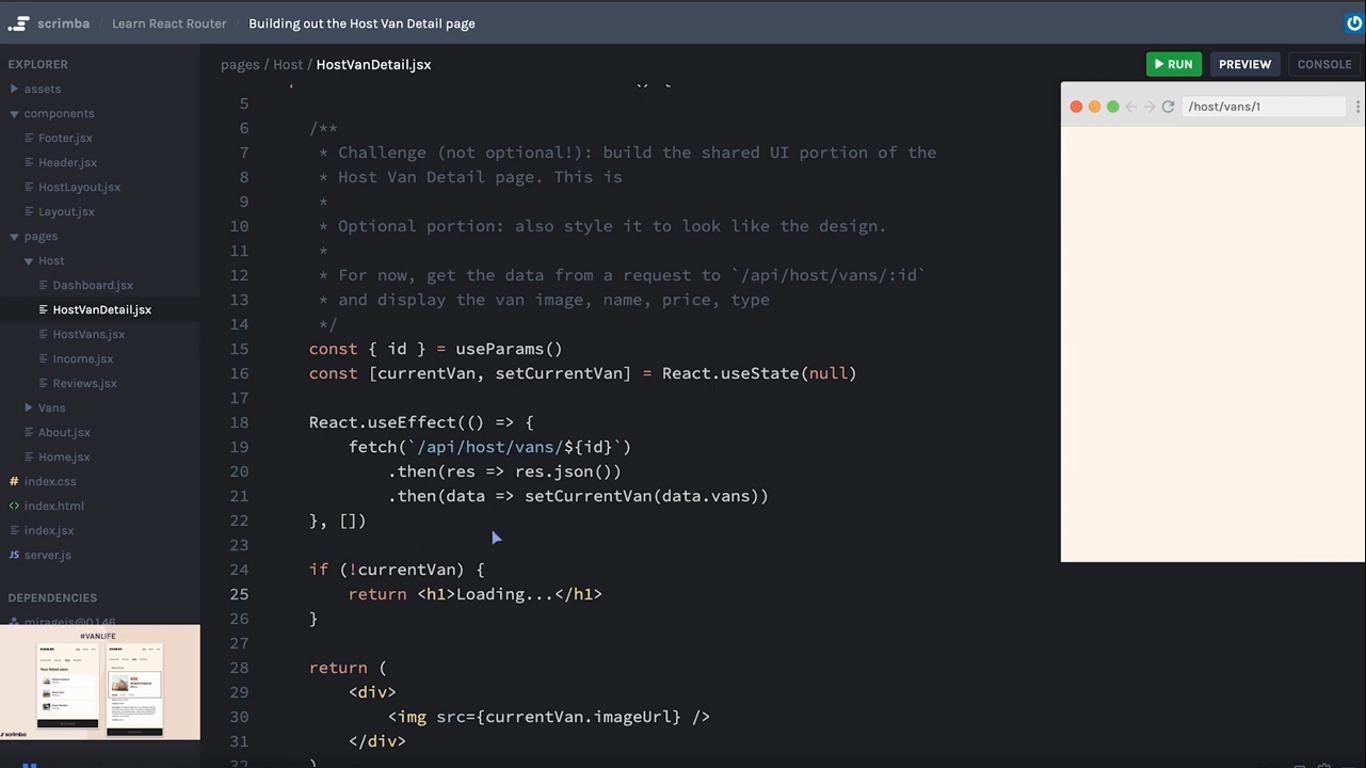 scrimba / Learn React Router / Building out the Host Van Detail page
EXPLORER
assets
components
Footer.jsx
Header.jsx
HostLayout.jsx
Layout.jsx
pages
Host
Dashboard.jsx
HostVanDetail.jsx
HostVans.jsx
Income.jsx
Reviews.jsx
Vans
About.jsx
Home.jsx
# index.css
<> index.html
index.jsx
JS server.js
DEPENDENCIES
miragejs@0.1.46
#VANLIFE
scrimba
pages / Host / HostVanDetail.jsx
RUN
PREVIEW
CONSOLE
/host/vans/1
5
6 /**
7 * Challenge (not optional!): build the shared UI portion of the
8 * Host Van Detail page. This is
9 *
10 * Optional portion: also style it to look like the design.
11 *
12 * For now, get the data from a request to `/api/host/vans/:id`
13 * and display the van image, name, price, type
14 */
15 const { id } = useParams()
16 const [currentVan, setCurrentVan] = React.useState(null)
17
18 React.useEffect(() => {
19 fetch(`/api/host/vans/${id}`)
20 .then(res => res.json())
21 .then(data => setCurrentVan(data.vans))
22 }, [])
23
24 if (!currentVan) {
25 return <h1>Loading...</h1>
26 }
27
28 return (
29 <div>
30 <img src={currentVan.imageUrl} />
31 </div>
32 )